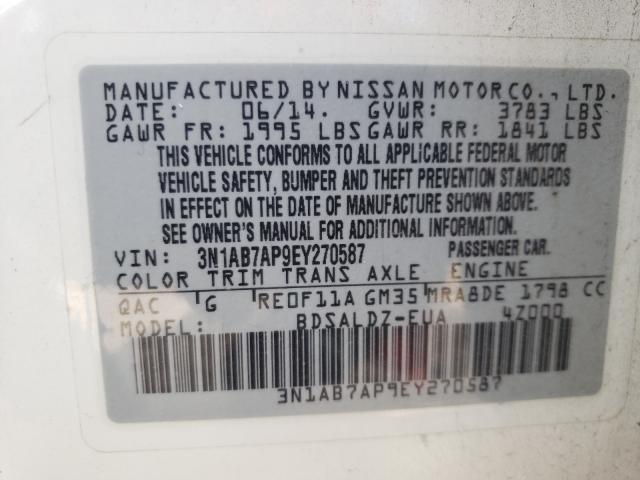 MANUFACTURED BY NISSAN MOTOR CO., LTD.
DATE: 06/14. GVWR: 3783 LBS
GAWR FR: 1995 LBS GAWR RR: 1841 LBS
THIS VEHICLE CONFORMS TO ALL APPLICABLE FEDERAL MOTOR
VEHICLE SAFETY, BUMPER AND THEFT PREVENTION STANDARDS
IN EFFECT ON THE DATE OF MANUFACTURE SHOWN ABOVE.
SEE OWNER'S MANUAL FOR ADDITIONAL INFORMATION.
VIN: 3N1AB7AP9EY270587 PASSENGER CAR.
COLOR TRIM TRANS AXLE ENGINE
QAC G RE0F11A GM35 MRA8DE 1798 CC
MODEL: BDSALDZ-EUA 4Z000
3N1AB7AP9EY270587